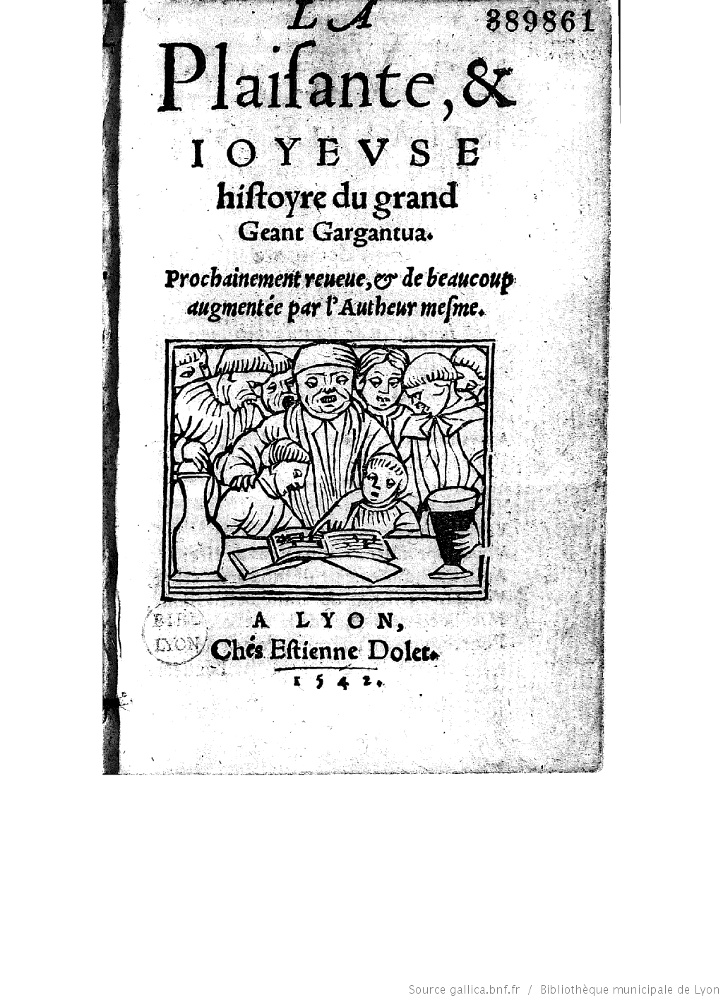 LA
389861
Plaiſante, &
IOYEVSE
hiſtoyre du grand
Geant Gargantua.
Prochainement reueue, & de beaucoup
augmentée par l'Autheur meſme.
A LYON,
BIBL
LYON
Chés Eſtienne Dolet.
1542.
Source gallica.bnf.fr / Bibliothèque municipale de Lyon